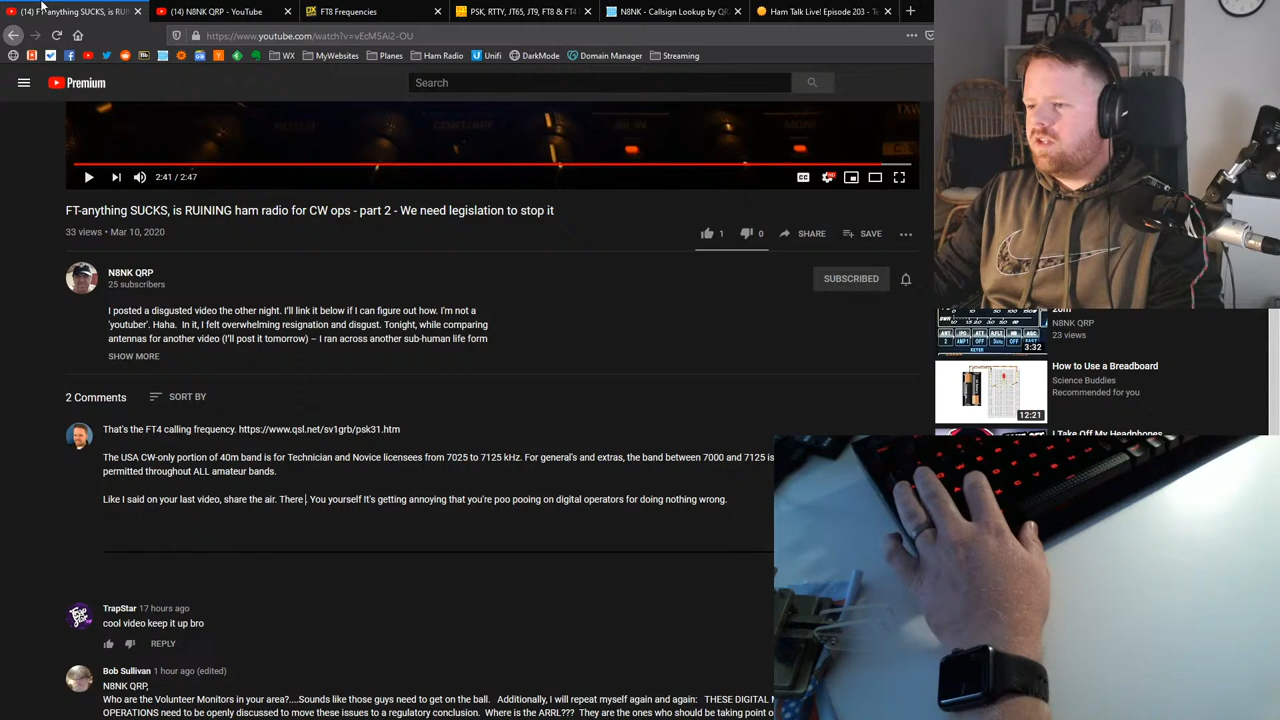 (14) FT-anything SUCKS, is RUIN
(14) N8NK QRP - YouTube
FT8 Frequencies
PSK, RTTY, JT65, JT9, FT8 & FT4
N8NK - Callsign Looku
Ham Talk Live! Episode 203 - Te
https://www.youtube.com/watch?v=vEcM5Ai2-OU
WX
MyWebsites
Planes
Ham Radio
Unifi
DarkMode
Domain Manager
Streaming
Premium
Search
2:41 / 2:47
CC
HD
FT-anything SUCKS, is RUINING ham radio for CW ops - part 2 - We need legislation to stop it
33 views • Mar 10, 2020
1
0
SHARE
SAVE
N8NK QRP
25 subscribers
SUBSCRIBED
I posted a disgusted video the other night. I'll link it below if I can figure out how. I'm not a
'youtuber'. Haha. In it, I felt overwhelming frustration and disgust. Tonight, while comparing
antennas for another video (I'll post it tomorrow) – I ran across another sub-human life form
SHOW MORE
N8NK QRP
23 views
3:32
How to Use a Breadboard
Science Buddies
Recommended for you
12:21
I Take Off My Headphones
2 Comments
SORT BY
That's the FT4 calling frequency. https://www.qsl.net/sv1grb/psk31.htm
The USA CW-only portion of 40m band is for Technician and Novice licensees from 7025 to 7125 kHz. For general's and extras, the band between 7000 and 7125 is
permitted throughout ALL amateur bands.
Like I said on your last video, share the air. There You yourself It's getting annoying that you're poo pooing on digital operators for doing nothing wrong.
TrapStar 17 hours ago
cool video keep it up bro
REPLY
Bob Sullivan 1 hour ago (edited)
N8NK QRP,
Who are the Volunteer Monitors in your area?....Sounds like those guys need to get on the ball. Additionally, I will repeat myself again and again: THESE DIGITAL
OPERATIONS need to be openly discussed to move these issues to a regulatory conclusion. Where is the ARRL??? They are the ones who should be taking point o